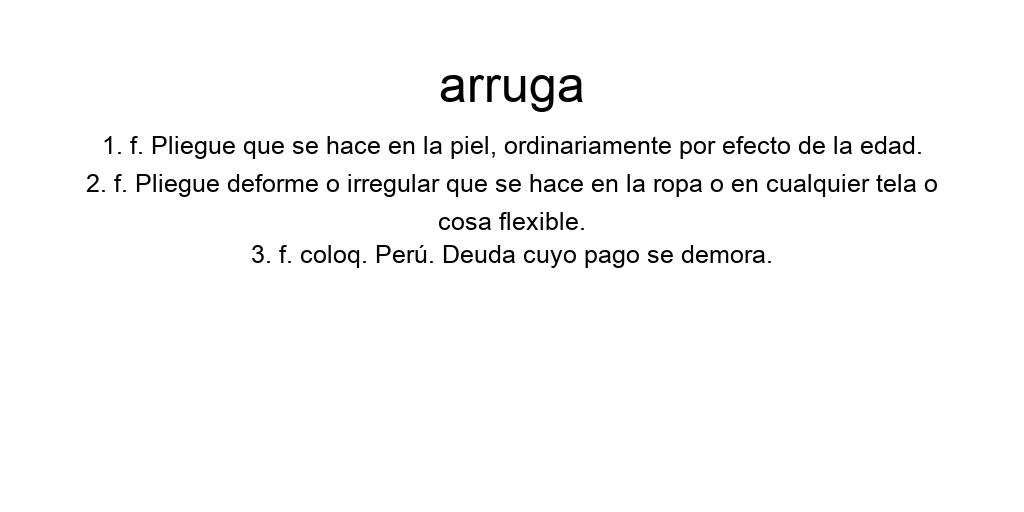 arruga
1. f. Pliegue que se hace en la piel, ordinariamente por efecto de la edad.
2. f. Pliegue deforme o irregular que se hace en la ropa o en cualquier tela o
cosa flexible.
3. f. coloq. Perú. Deuda cuyo pago se demora.